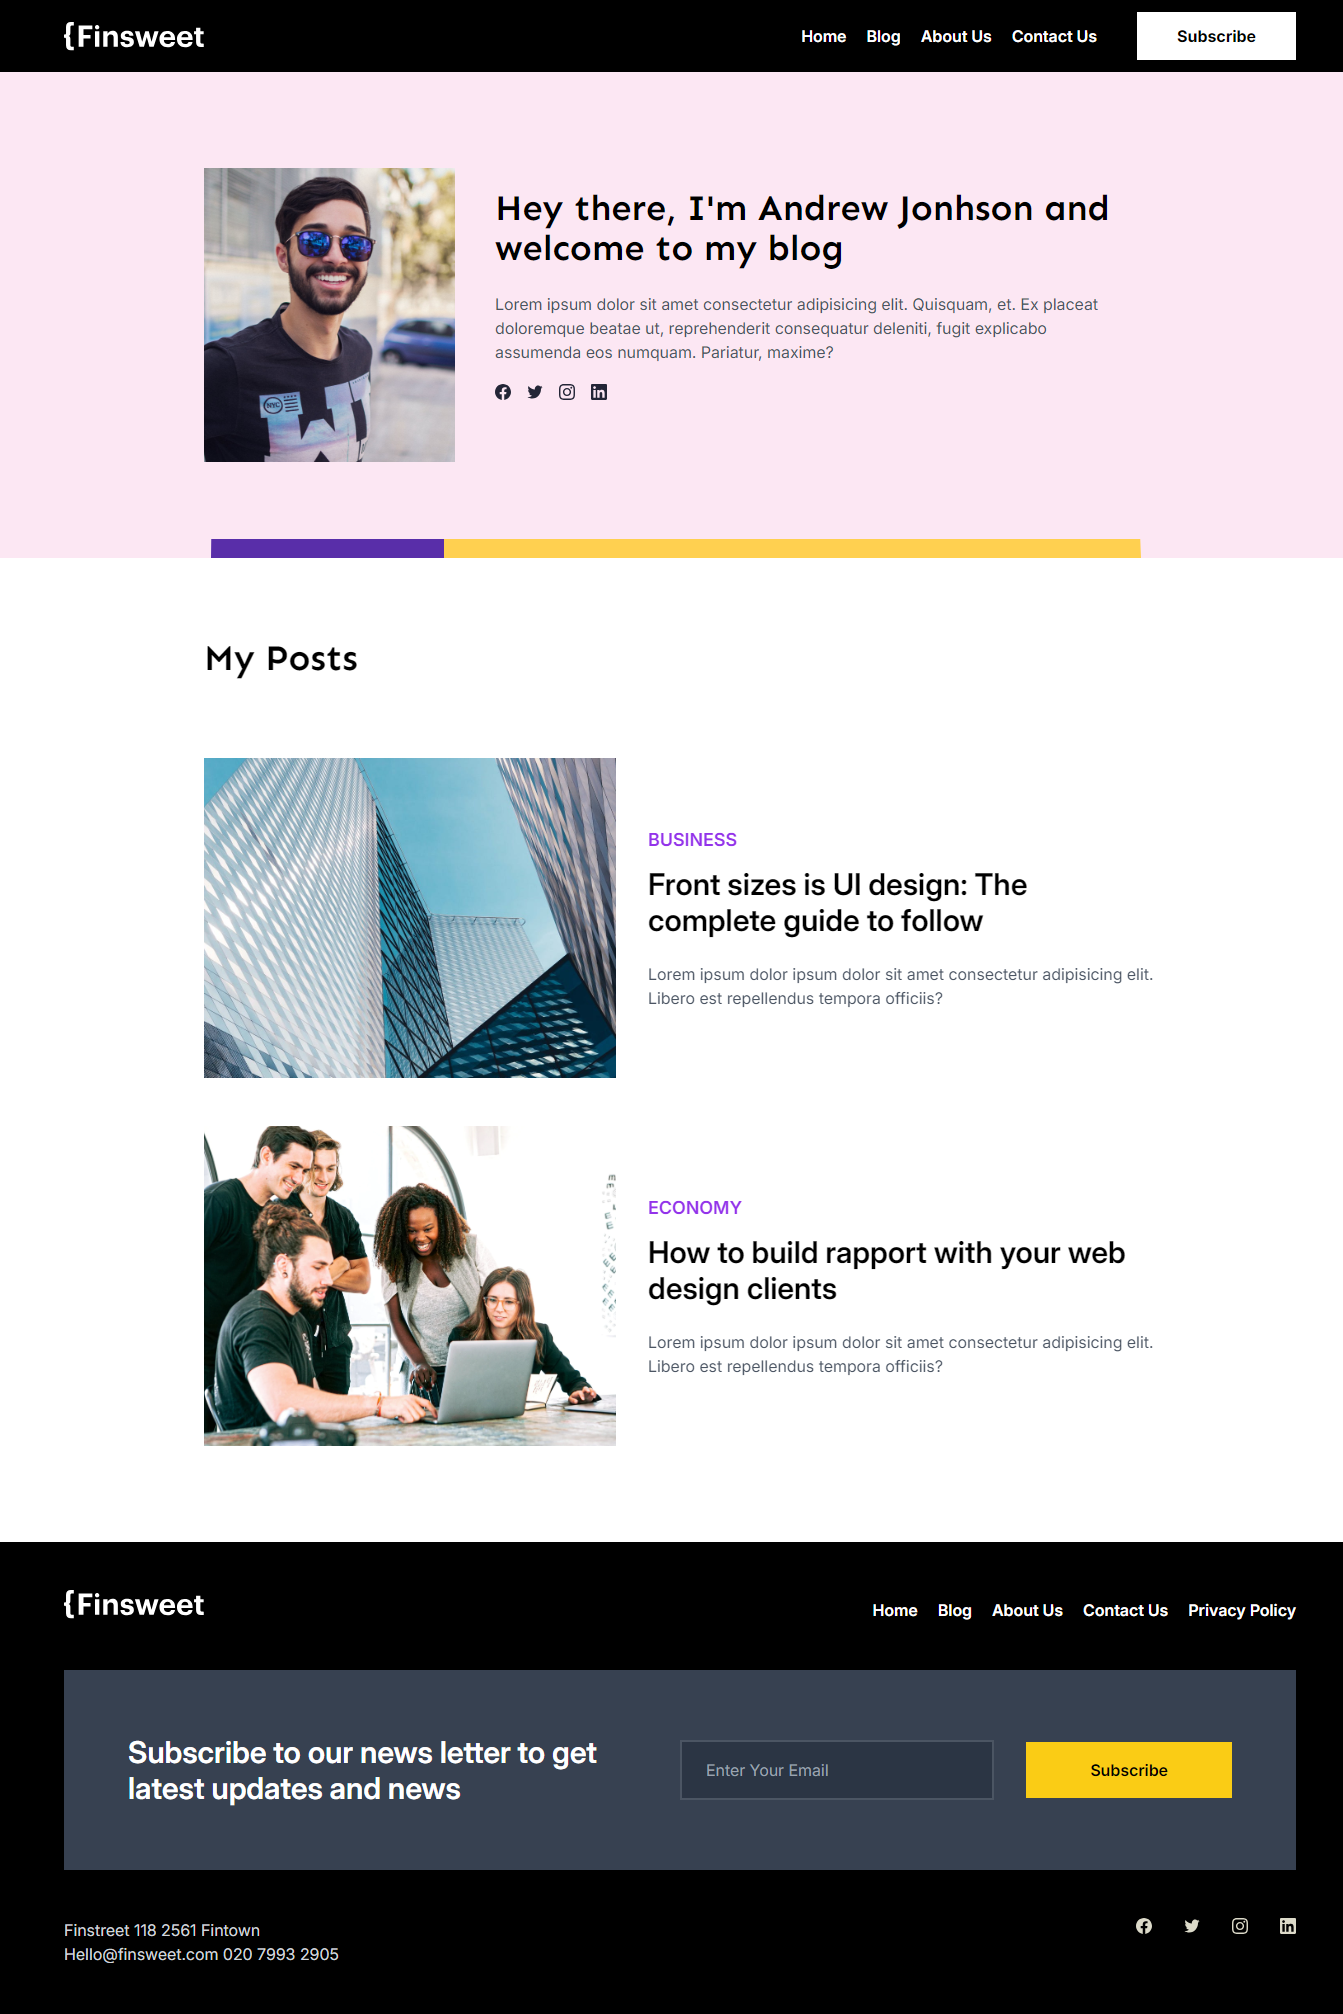 {Finsweet
Home Blog About Us Contact Us Subscribe
Hey there, I'm Andrew Jonhson and
welcome to my blog
Lorem ipsum dolor sit amet consectetur adipisicing elit. Quisquam, et. Ex placeat
doloremque beatae ut, reprehenderit consequatur deleniti, fugit explicabo
assumenda eos numquam. Pariatur, maxime?
NYC
My Posts
BUSINESS
Front sizes is UI design: The
complete guide to follow
Lorem ipsum dolor ipsum dolor sit amet consectetur adipisicing elit.
Libero est repellendus tempora officiis?
ECONOMY
How to build rapport with your web
design clients
Lorem ipsum dolor ipsum dolor sit amet consectetur adipisicing elit.
Libero est repellendus tempora officiis?
{Finsweet
Home Blog About Us Contact Us Privacy Policy
Subscribe to our news letter to get
latest updates and news
Enter Your Email
Subscribe
Finstreet 118 2561 Fintown
Hello@finsweet.com 020 7993 2905